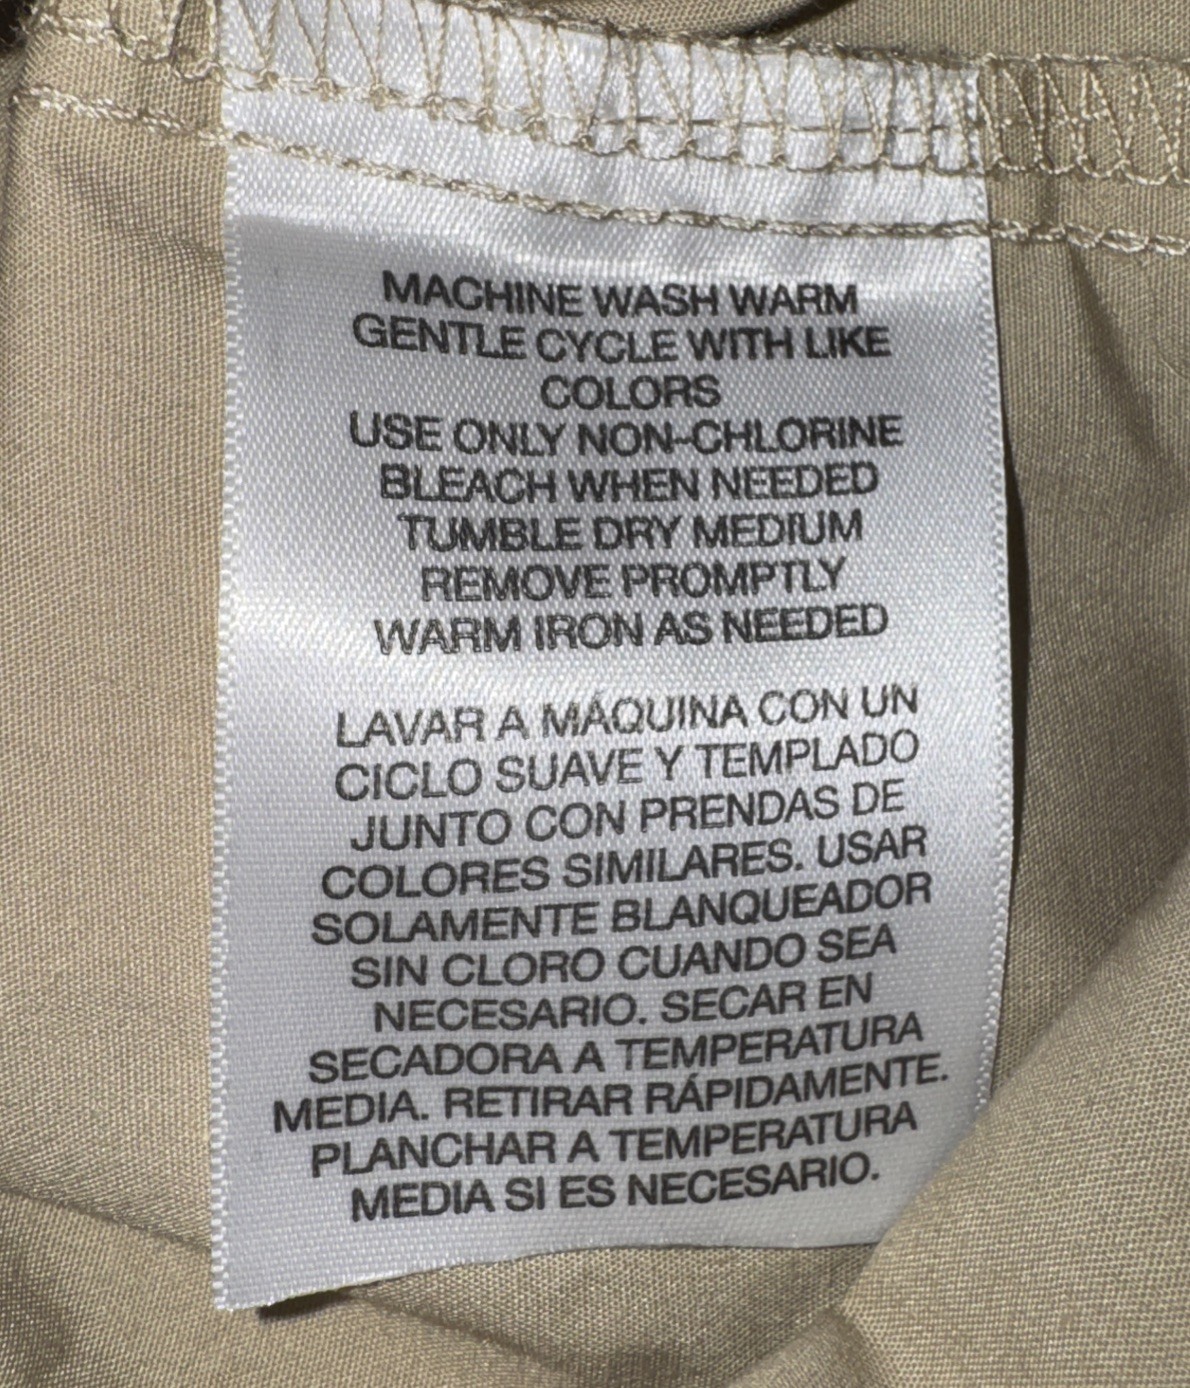 MACHINE WASH WARM
GENTLE CYCLE WITH LIKE
COLORS
USE ONLY NON-CHLORINE
BLEACH WHEN NEEDED
TUMBLE DRY MEDIUM
REMOVE PROMPTLY
WARM IRON AS NEEDED
LAVAR A MÁQUINA CON UN
CICLO SUAVE Y TEMPLADO
JUNTO CON PRENDAS DE
COLORES SIMILARES. USAR
SOLAMENTE BLANQUEADOR
SIN CLORO CUANDO SEA
NECESARIO. SECAR EN
SECADORA A TEMPERATURA
MEDIA. RETIRAR RÁPIDAMENTE.
PLANCHAR A TEMPERATURA
MEDIA SI ES NECESARIO.